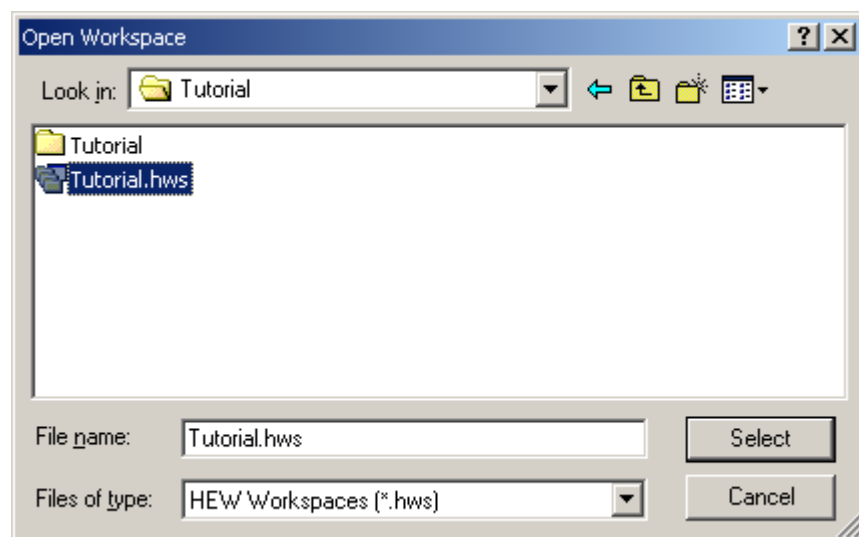 Open Workspace
Look in: Tutorial
Tutorial
Tutorial.hws
File name: Tutorial.hws Select
Files of type: HEW Workspaces (*.hws) Cancel